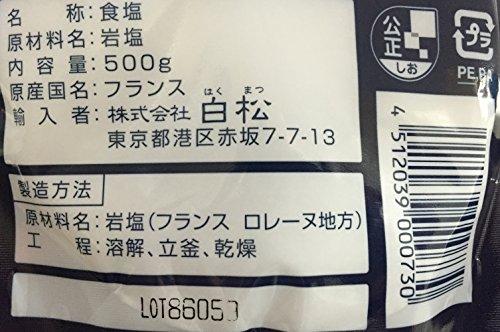 名 称:食塩
原材料名:岩塩
内 容 量:500g
原産国名:フランス
はく まつ
輸 入 者:株式会社 白松
東京都港区赤坂7-7-13
製造方法
原材料名:岩塩(フランス ロレーヌ地方)
工 程:溶解、立釜、乾燥
公正
しお
プラ
4 512039 000730